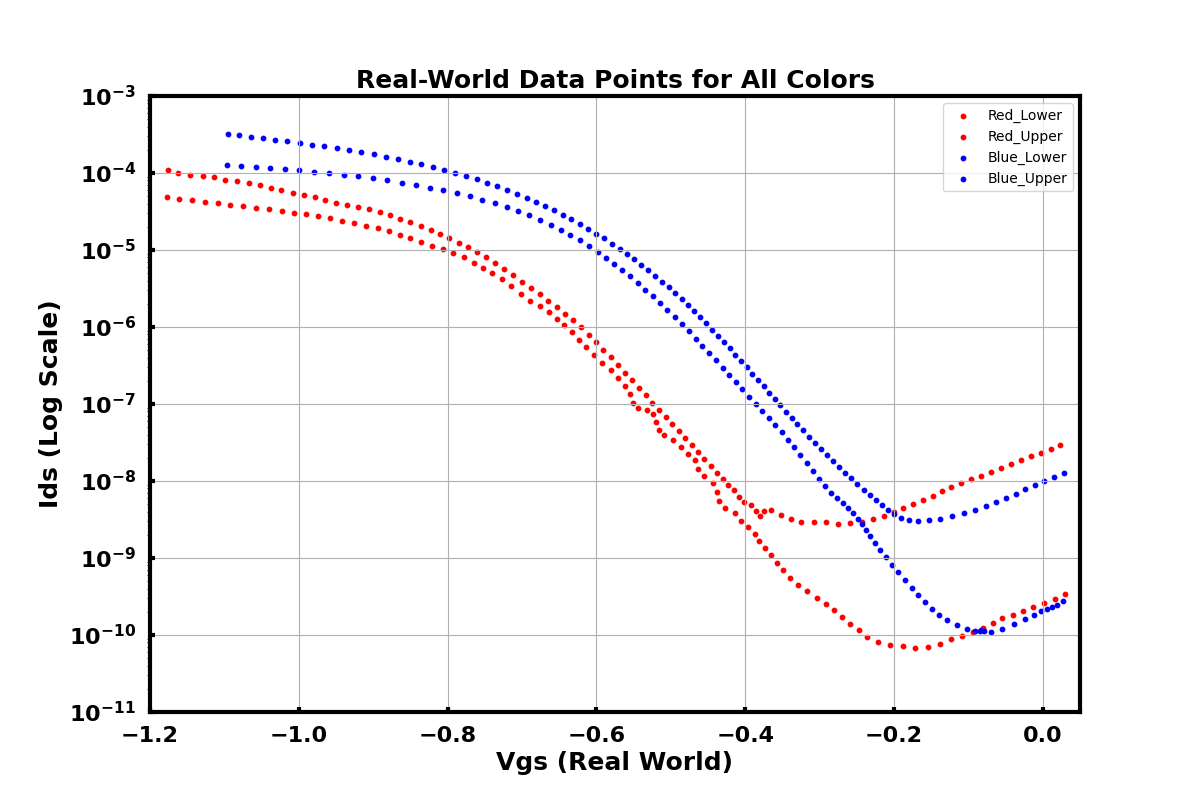 Real-World Data Points for All Colors
Ids (Log Scale)
10⁻³
10⁻⁴
10⁻⁵
10⁻⁶
10⁻⁷
10⁻⁸
10⁻⁹
10⁻¹⁰
10⁻¹¹
Red_Lower
Red_Upper
Blue_Lower
Blue_Upper
−1.2 −1.0 −0.8 −0.6 −0.4 −0.2 0.0
Vgs (Real World)